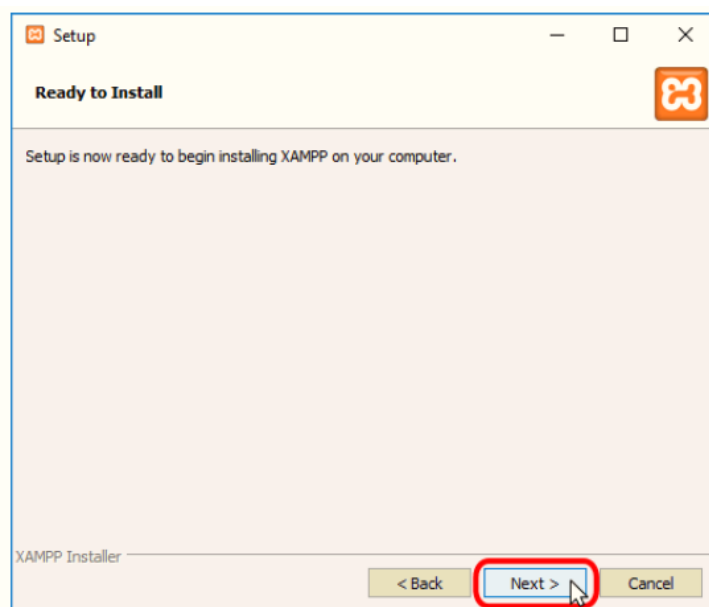 Setup
Ready to Install
Setup is now ready to begin installing XAMPP on your computer.
XAMPP Installer
< Back Next > Cancel